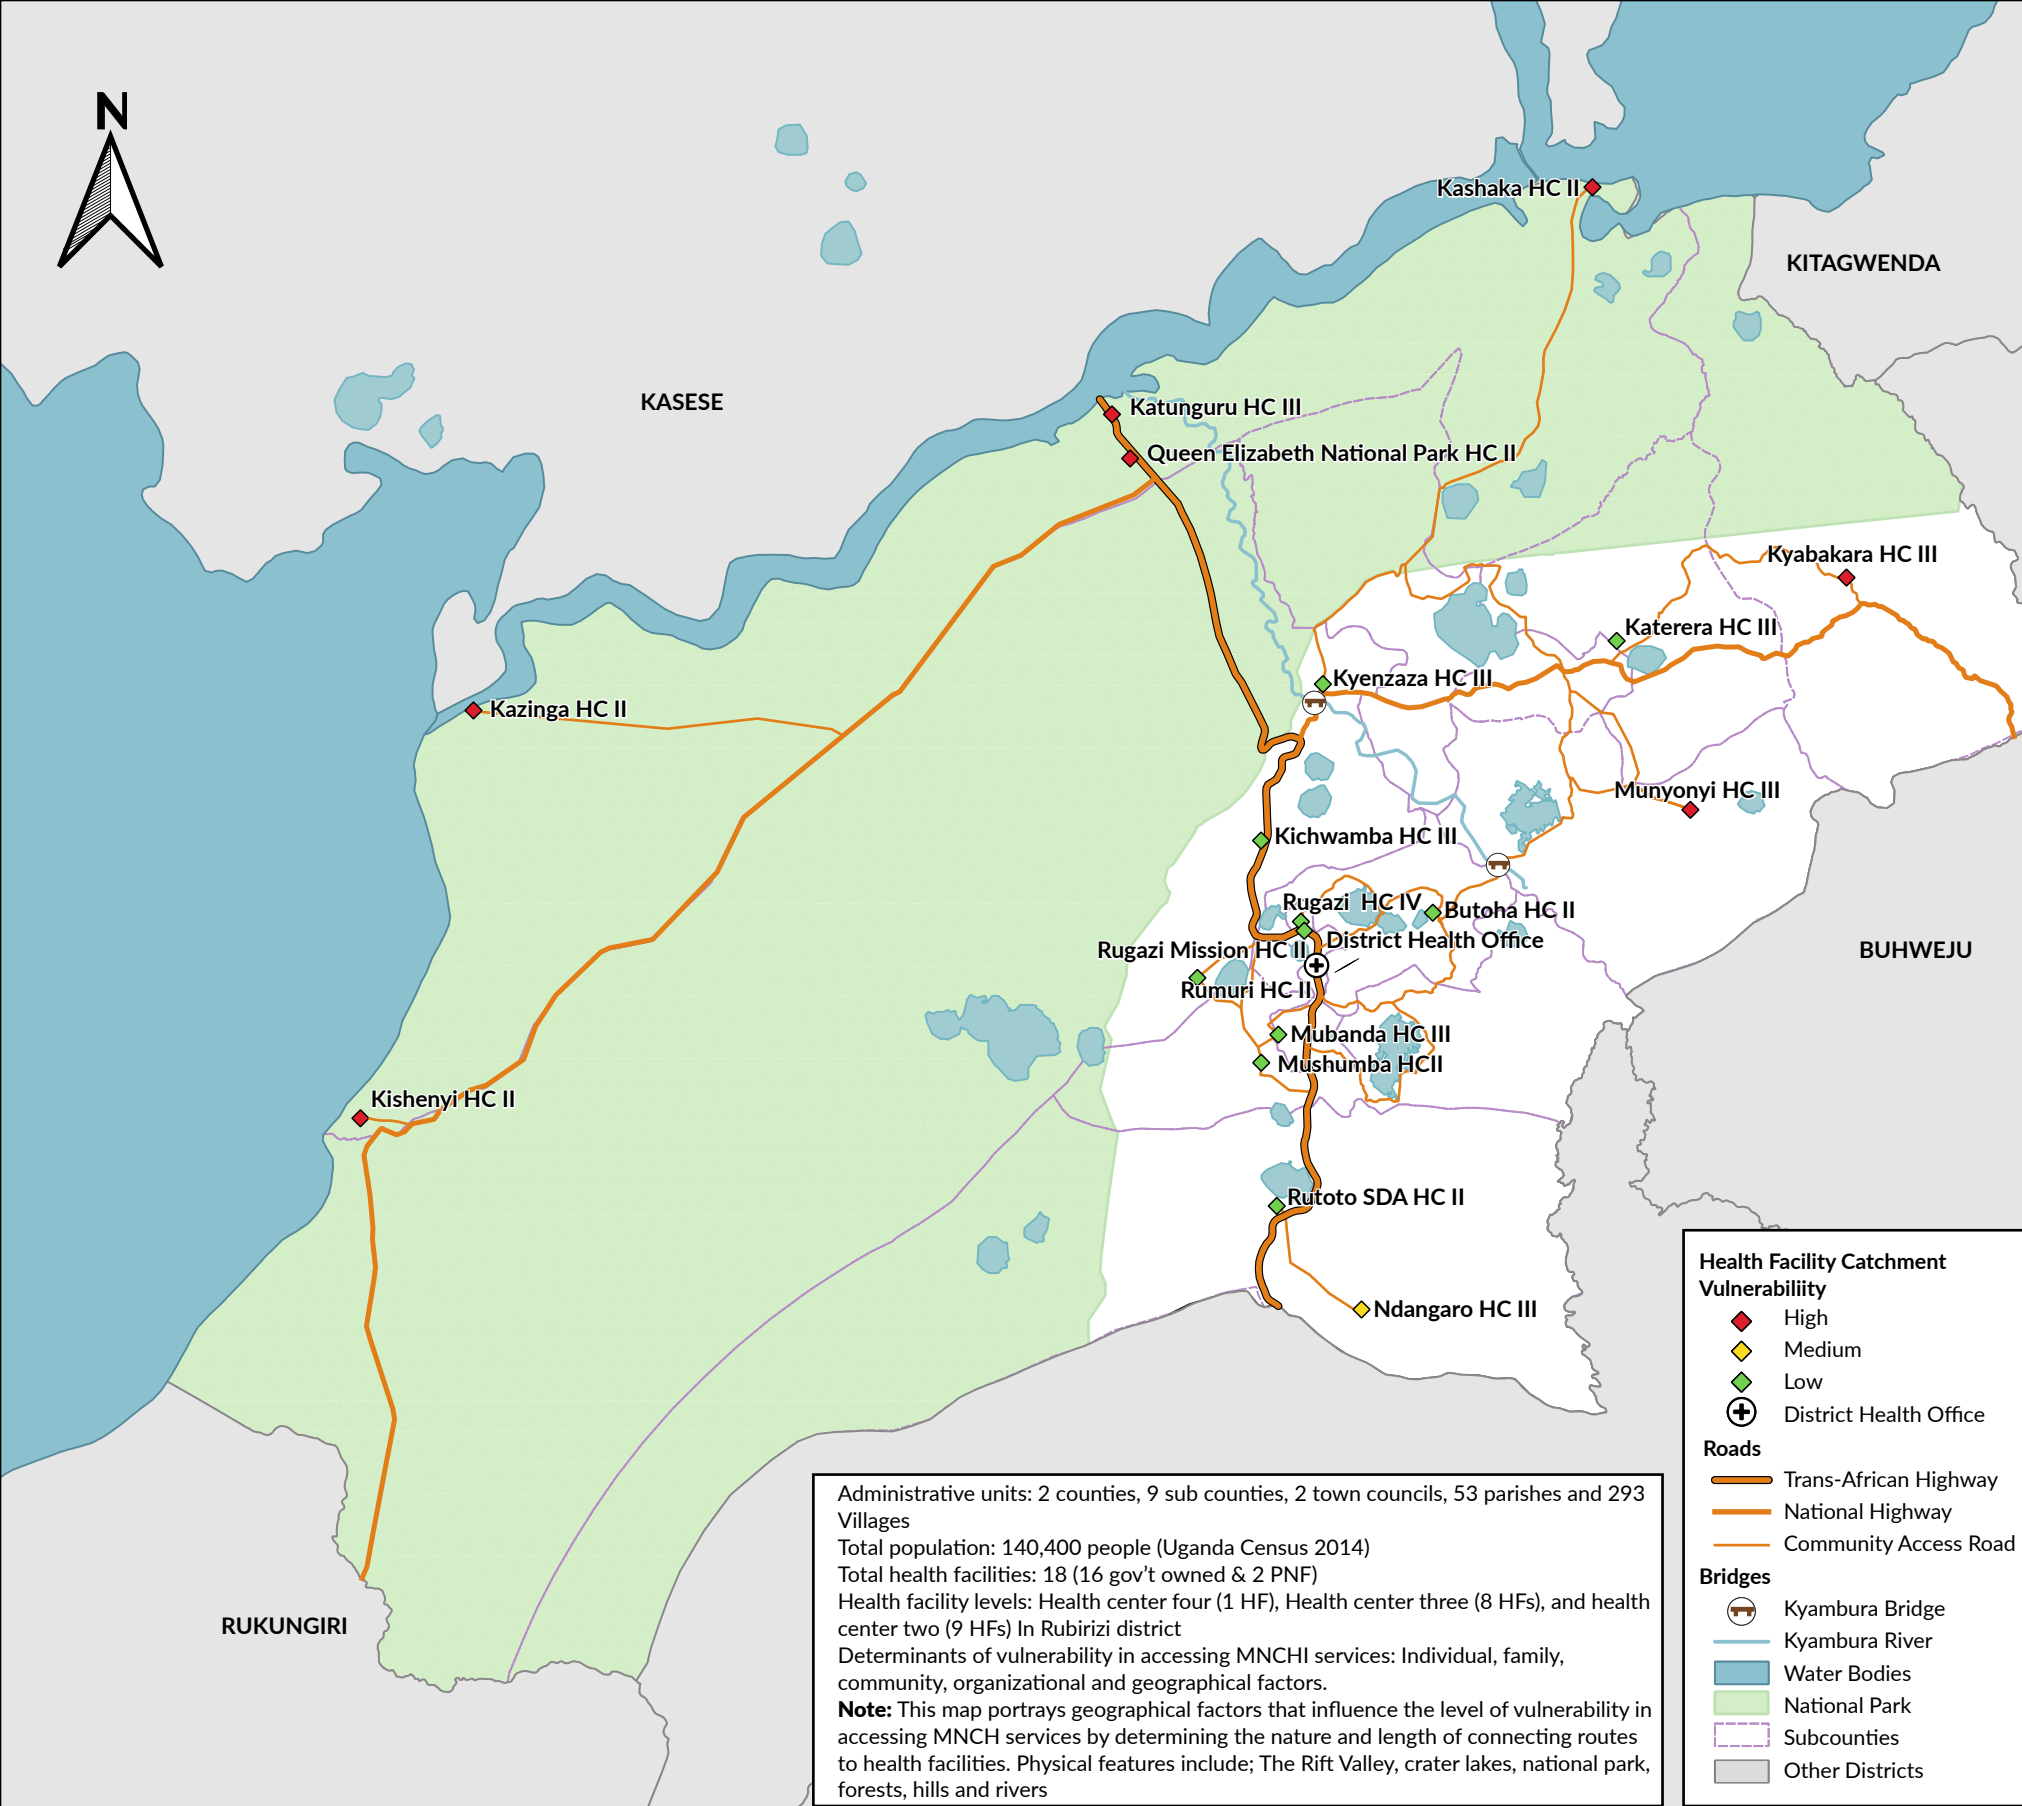 N
Kashaka HC II
KITAGWENDA
KASESE
Katunguru HC III
Queen Elizabeth National Park HC II
Kyabakara HC III
Katerera HC III
Kyenzaza HC III
Kazinga HC II
Munyonyi HC III
Kichwamba HC III
Rugazi  HC IV
Butoha HC II
District Health Office
Rugazi Mission HC II
BUHWEJU
Rumuri HC II
Mubanda HC III
Mushumba HCII
Kishenyi HC II
Rutoto SDA HC II
Ndangaro HC III
RUKUNGIRI
Health Facility Catchment
Vulnerabiliity
High
Medium
Low
District Health Office
Roads
Trans-African Highway
National Highway
Community Access Road
Bridges
Kyambura Bridge
Kyambura River
Water Bodies
National Park
Subcounties
Other Districts
Administrative units: 2 counties, 9 sub counties, 2 town councils, 53 parishes and 293
Villages
Total population: 140,400 people (Uganda Census 2014)
Total health facilities: 18 (16 gov't owned & 2 PNF)
Health facility levels: Health center four (1 HF), Health center three (8 HFs), and health
center two (9 HFs) In Rubirizi district
Determinants of vulnerability in accessing MNCHI services: Individual, family,
community, organizational and geographical factors.
Note: This map portrays geographical factors that influence the level of vulnerability in
accessing MNCH services by determining the nature and length of connecting routes
to health facilities. Physical features include; The Rift Valley, crater lakes, national park,
forests, hills and rivers